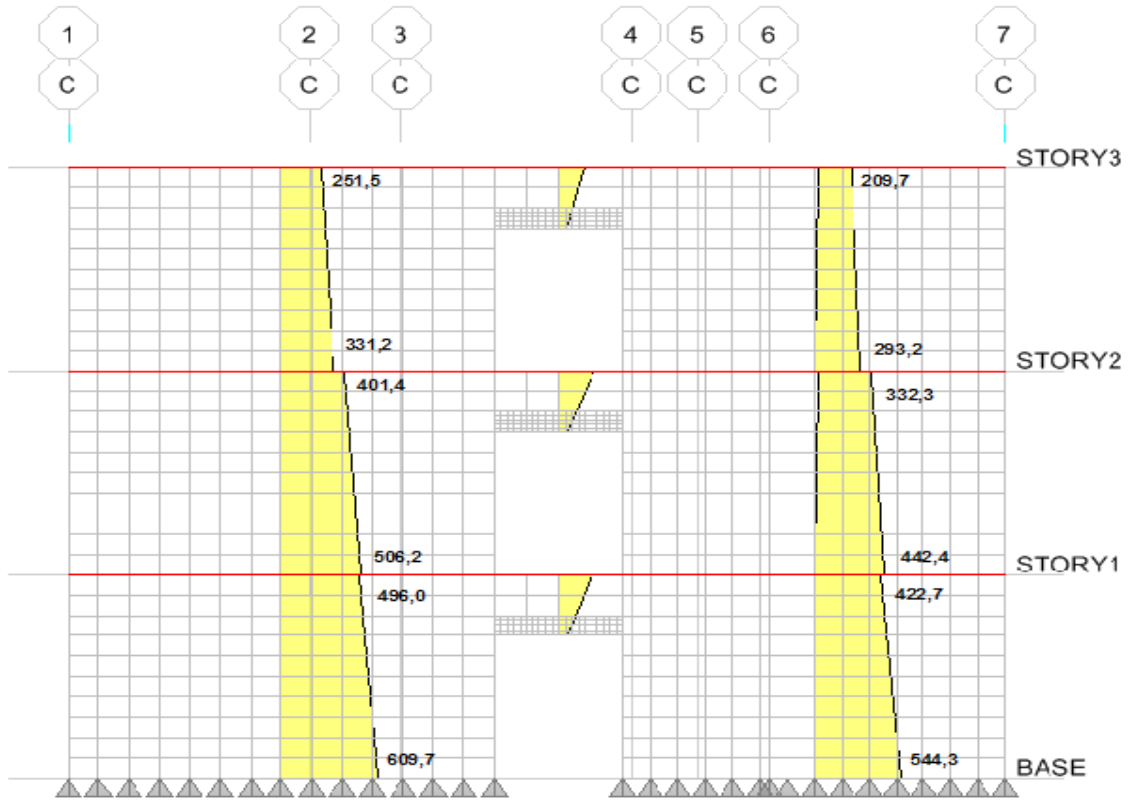 1 2 3 4 5 6 7
C C C C C C C
STORY3
251,5 209,7
331,2 293,2
STORY2
401,4 332,3
506,2 442,4
STORY1
496,0 422,7
609,7 544,3
BASE